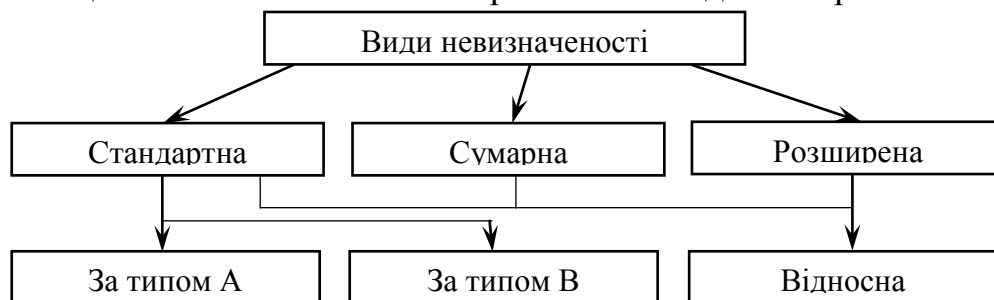 Види невизначеності
Стандартна Сумарна Розширена
За типом А За типом В Відносна